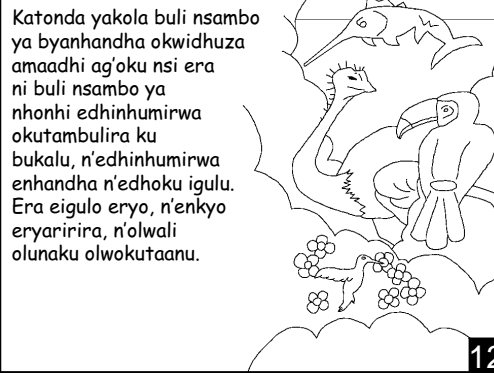 Katonda yakola buli nsambo
ya byanhandha okwidhuza
amaadhi ag'oku nsi era
ni buli nsambo ya
nhonhi edhinhumirwa
okutambulira ku
bukalu, n'edhinhumirwa
enhandha n'edhoku igulu.
Era eigulo eryo, n'enkyo
eryaririra, n'olwali
olunaku olwokutaanu.
12